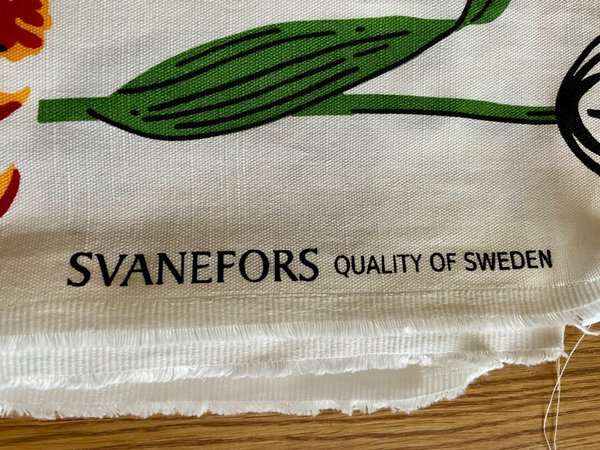 SVANEFORS QUALITY OF SWEDEN